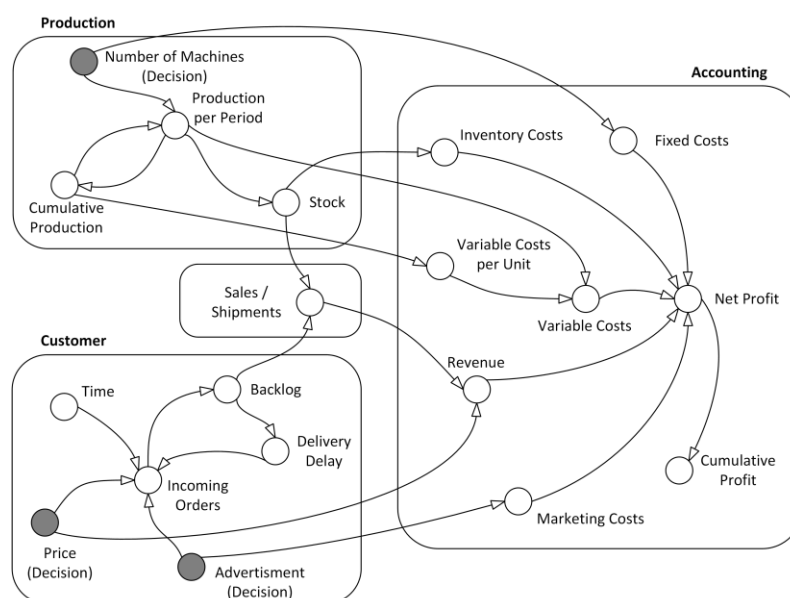 Production
Number of Machines
(Decision)
Production
per Period
Cumulative
Production
Stock
Accounting
Inventory Costs
Fixed Costs
Variable Costs
per Unit
Variable Costs
Net Profit
Revenue
Cumulative
Profit
Marketing Costs
Sales /
Shipments
Customer
Time
Backlog
Delivery
Delay
Incoming
Orders
Price
(Decision)
Advertisment
(Decision)